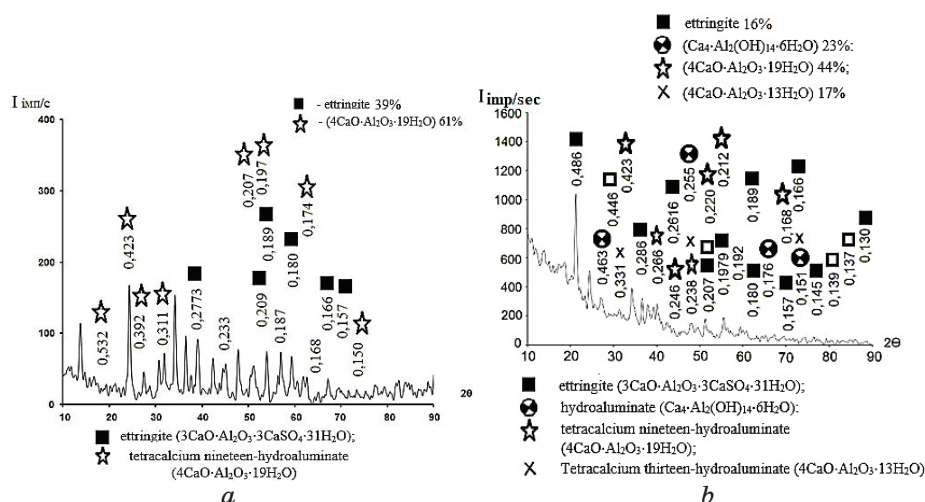 I імп/с
400
300
200
100
0
10 20 30 40 50 60 70 80 90
2θ
- ettringite 39%
- (4CaO·Al₂O₃·19H₂O) 61%
0,532
0,423
0,392
0,311
0,2773
0,233
0,207
0,197
0,209
0,189
0,187
0,180
0,174
0,168
0,166
0,157
0,150
ettringite (3CaO·Al₂O₃·3CaSO₄·31H₂O);
tetracalcium nineteen-hydroaluminate
(4CaO·Al₂O₃·19H₂O)
a
ettringite 16%
(Ca₄·Al₂(OH)₁₄·6H₂O) 23%:
(4CaO·Al₂O₃·19H₂O) 44%;
(4CaO·Al₂O₃·13H₂O) 17%
I imp/sec
1600
1400
1200
1000
800
600
400
200
0
10 20 30 40 50 60 70 80 90
2Θ
0,486
0,463
0,446
0,423
0,331
0,286
0,266
0,2616
0,246
0,255
0,238
0,220
0,207
0,212
0,1979
0,192
0,189
0,180
0,176
0,168
0,157
0,166
0,151
0,145
0,139
0,137
0,130
ettringite (3CaO·Al₂O₃·3CaSO₄·31H₂O);
hydroaluminate (Ca₄·Al₂(OH)₁₄·6H₂O):
tetracalcium nineteen-hydroaluminate
(4CaO·Al₂O₃·19H₂O);
Tetracalcium thirteen-hydroaluminate (4CaO·Al₂O₃·13H₂O)
b